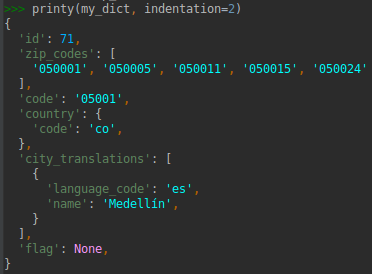 >>> printy(my_dict, indentation=2)
{
  'id': 71,
  'zip_codes': [
    '050001', '050005', '050011', '050015', '050024'
  ],
  'code': '05001',
  'country': {
    'code': 'co',
  },
  'city_translations': [
    {
      'language_code': 'es',
      'name': 'Medellín',
    }
  ],
  'flag': None,
}